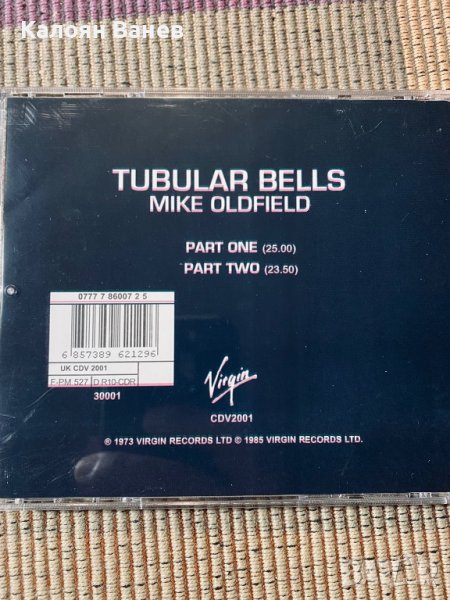 Калоян Ванев
TUBULAR BELLS
MIKE OLDFIELD
PART ONE (25.00)
PART TWO (23.50)
0777 7 86007 2 5
6 857389 621296
UK CDV 2001
F-PM 527 D.R10-CDR
30001
Virgin
CDV2001
℗ 1973 VIRGIN RECORDS LTD © 1985 VIRGIN RECORDS LTD.